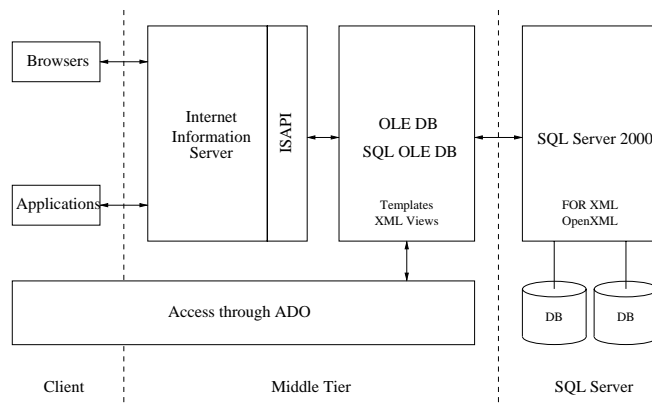 Browsers
Applications
Internet
Information
Server
ISAPI
OLE DB
SQL OLE DB
Templates
XML Views
SQL Server 2000
FOR XML
OpenXML
DB
DB
Access through ADO
Client
Middle Tier
SQL Server